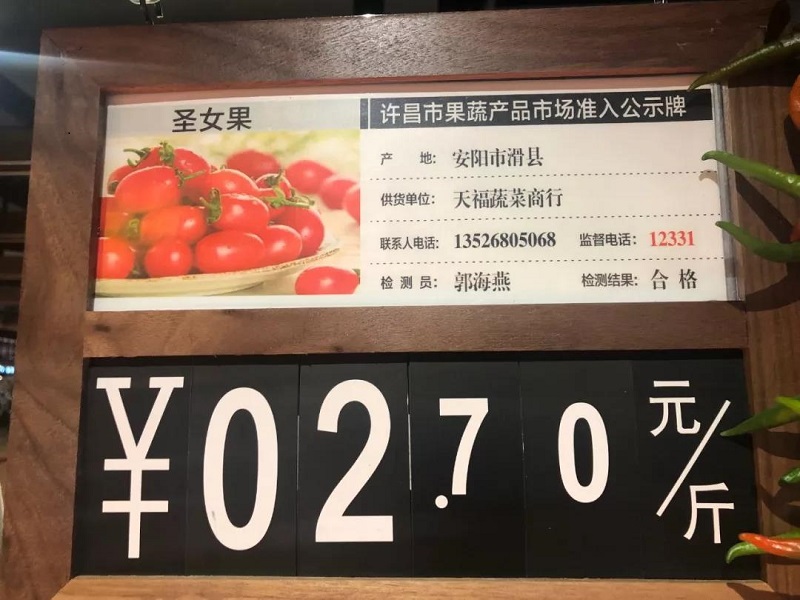 圣女果
许昌市果蔬产品市场准入公示牌
产 地: 安阳市滑县
供货单位: 天福蔬菜商行
联系人电话: 13526805068 监督电话: 12331
检 测 员: 郭海燕 检测结果: 合 格
¥02.70 元/斤